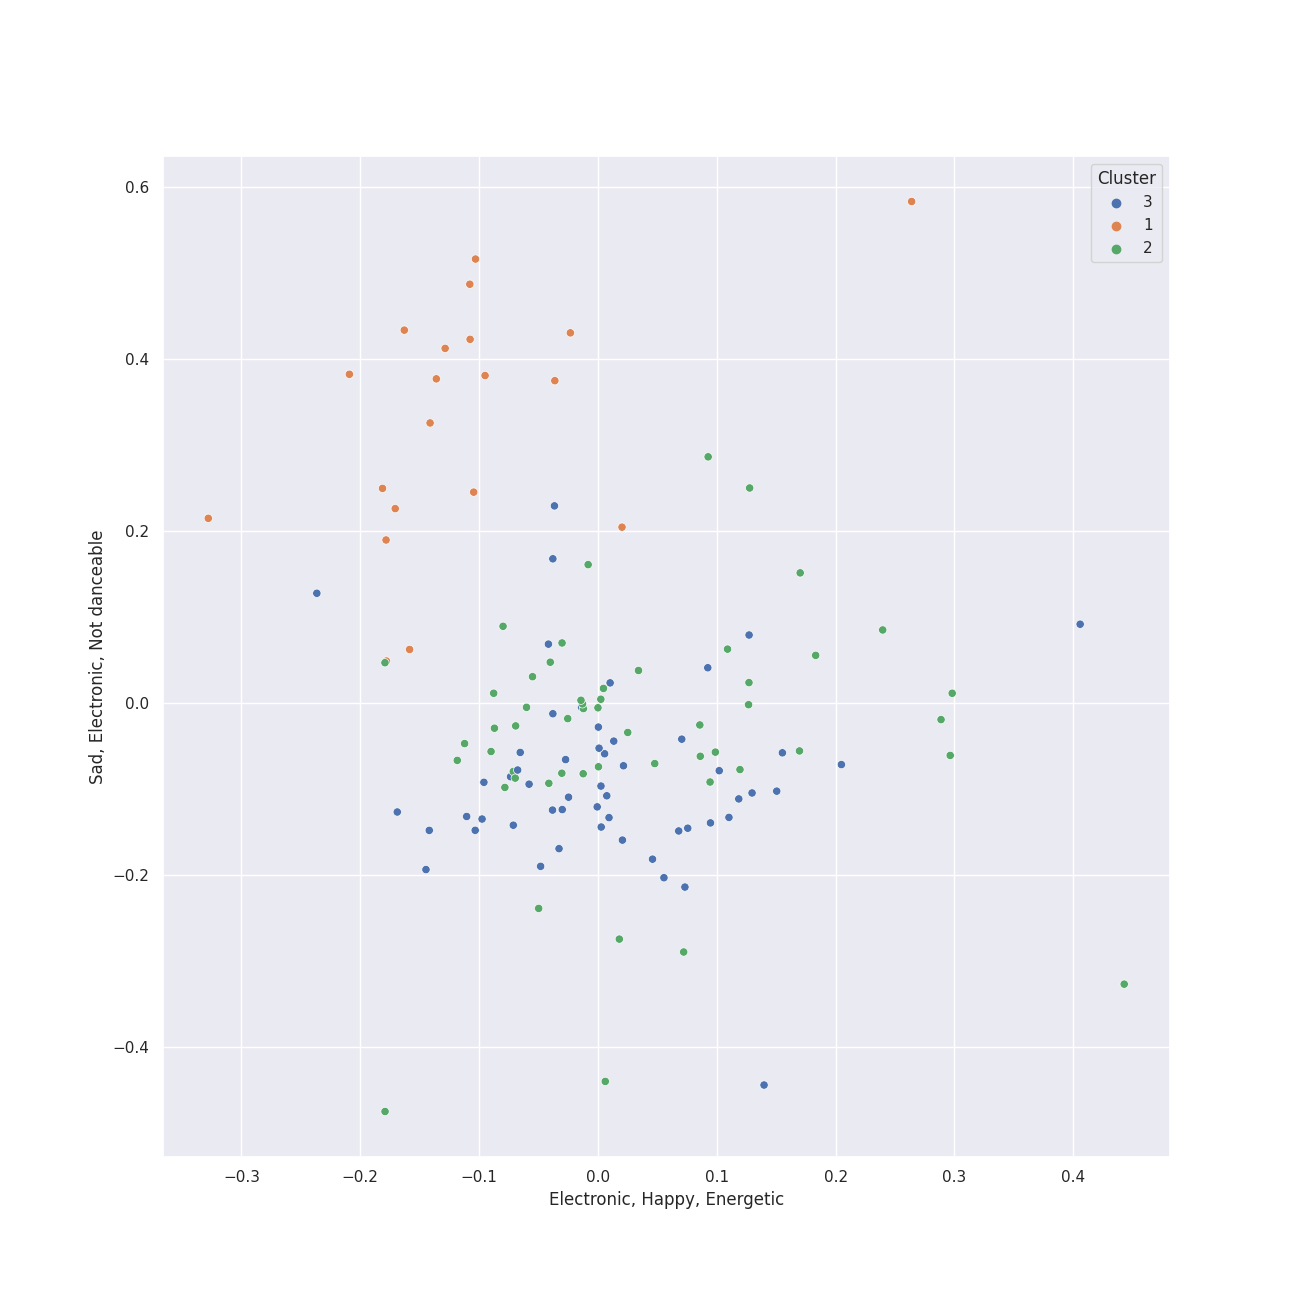 Cluster
3
1
2
0.6
0.4
0.2
0.0
−0.2
−0.4
Sad, Electronic, Not danceable
−0.3 −0.2 −0.1 0.0 0.1 0.2 0.3 0.4
Electronic, Happy, Energetic